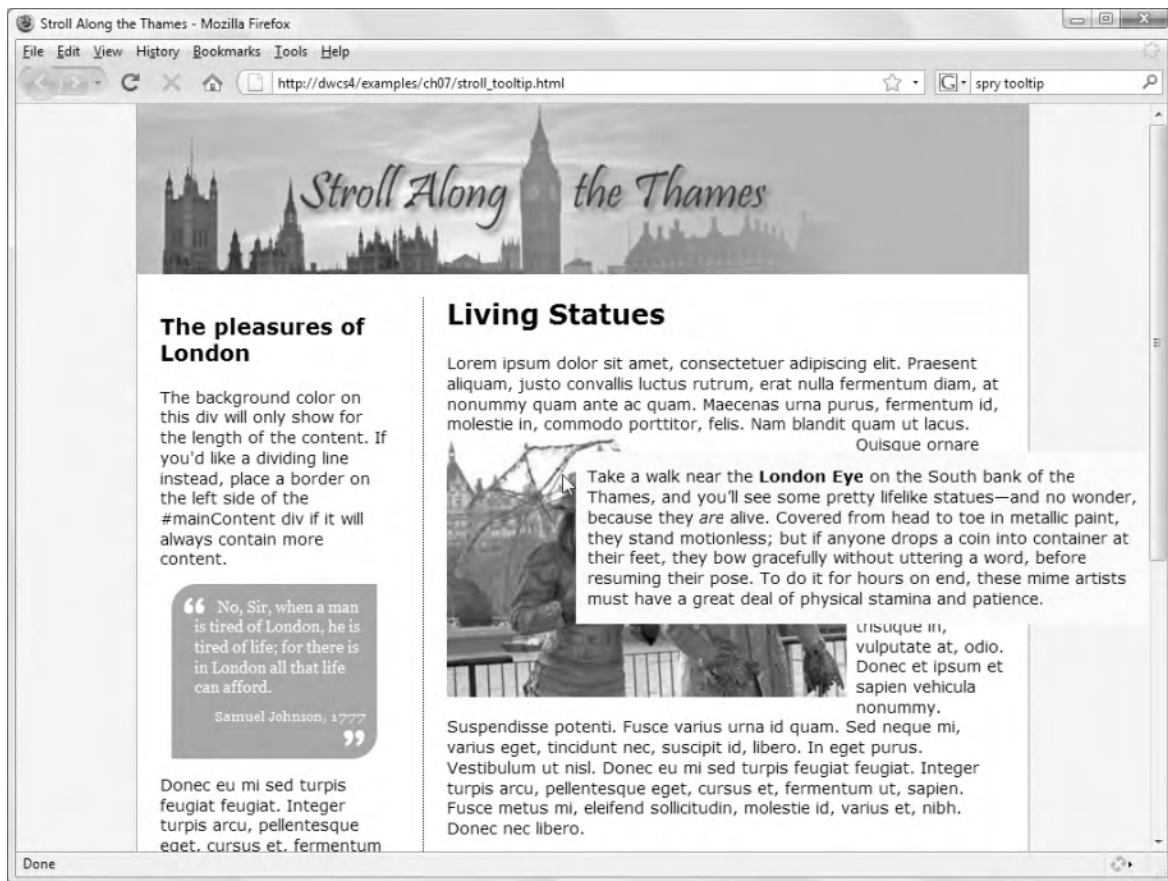 Stroll Along the Thames - Mozilla Firefox
File Edit View History Bookmarks Tools Help
http://dwcs4/examples/ch07/stroll_tooltip.html
G
spry tooltip
Stroll Along the Thames
The pleasures of
London
The background color on
this div will only show for
the length of the content. If
you'd like a dividing line
instead, place a border on
the left side of the
#mainContent div if it will
always contain more
content.
“ No, Sir, when a man
is tired of London, he is
tired of life; for there is
in London all that life
can afford.
Samuel Johnson, 1777
”
Donec eu mi sed turpis
feugiat feugiat. Integer
turpis arcu, pellentesque
eget, cursus et, fermentum
Living Statues
Lorem ipsum dolor sit amet, consectetuer adipiscing elit. Praesent
aliquam, justo convallis luctus rutrum, erat nulla fermentum diam, at
nonummy quam ante ac quam. Maecenas urna purus, fermentum id,
molestie in, commodo porttitor, felis. Nam blandit quam ut lacus.
Quisque ornare
Take a walk near the London Eye on the South bank of the
Thames, and you’ll see some pretty lifelike statues—and no wonder,
because they are alive. Covered from head to toe in metallic paint,
they stand motionless; but if anyone drops a coin into container at
their feet, they bow gracefully without uttering a word, before
resuming their pose. To do it for hours on end, these mime artists
must have a great deal of physical stamina and patience.
tristique in,
vulputate at, odio.
Donec et ipsum et
sapien vehicula
nonummy.
Suspendisse potenti. Fusce varius urna id quam. Sed neque mi,
varius eget, tincidunt nec, suscipit id, libero. In eget purus.
Vestibulum ut nisl. Donec eu mi sed turpis feugiat feugiat. Integer
turpis arcu, pellentesque eget, cursus et, fermentum ut, sapien.
Fusce metus mi, eleifend sollicitudin, molestie id, varius et, nibh.
Donec nec libero.
Done